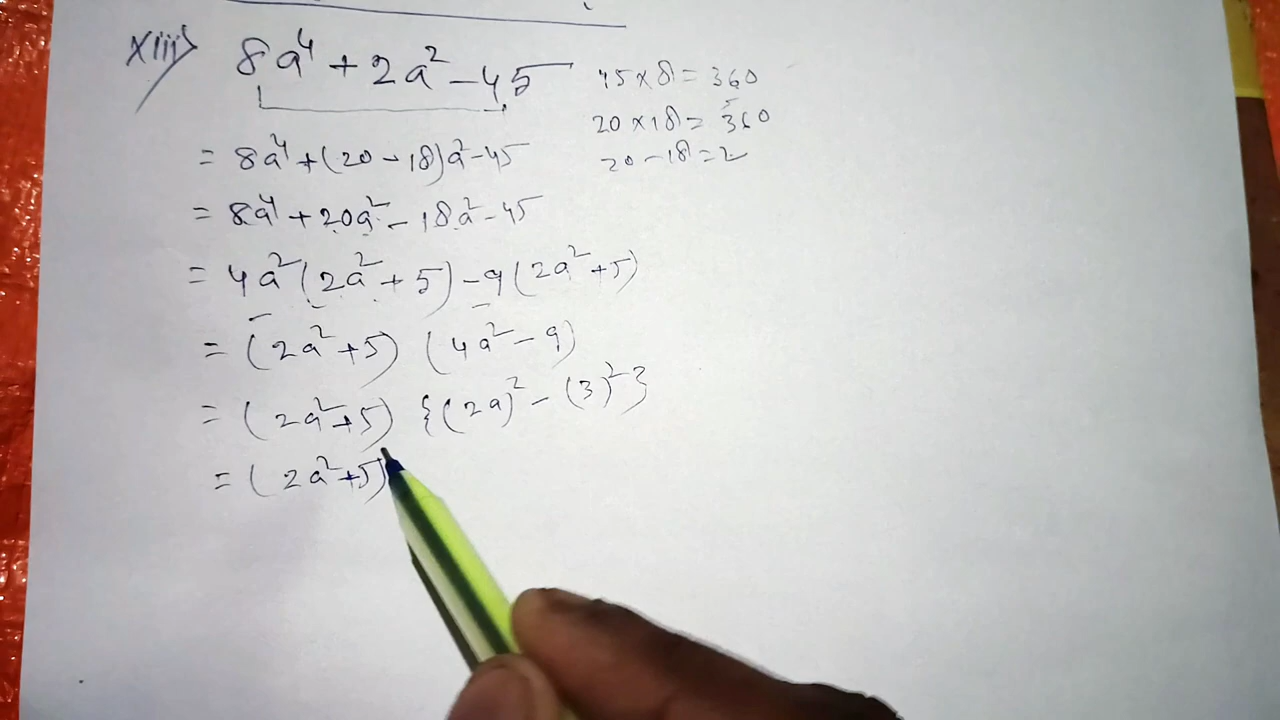 xiii> 8a⁴ + 2a² - 45
45 × 8 = 360
20 × 18 = 360
20 - 18 = 2
= 8a⁴ + (20 - 18)a² - 45
= 8a⁴ + 20a² - 18a² - 45
= 4a² (2a² + 5) - 9 (2a² + 5)
= (2a² + 5) (4a² - 9)
= (2a² + 5) {(2a)² - (3)²}
= (2a² + 5)